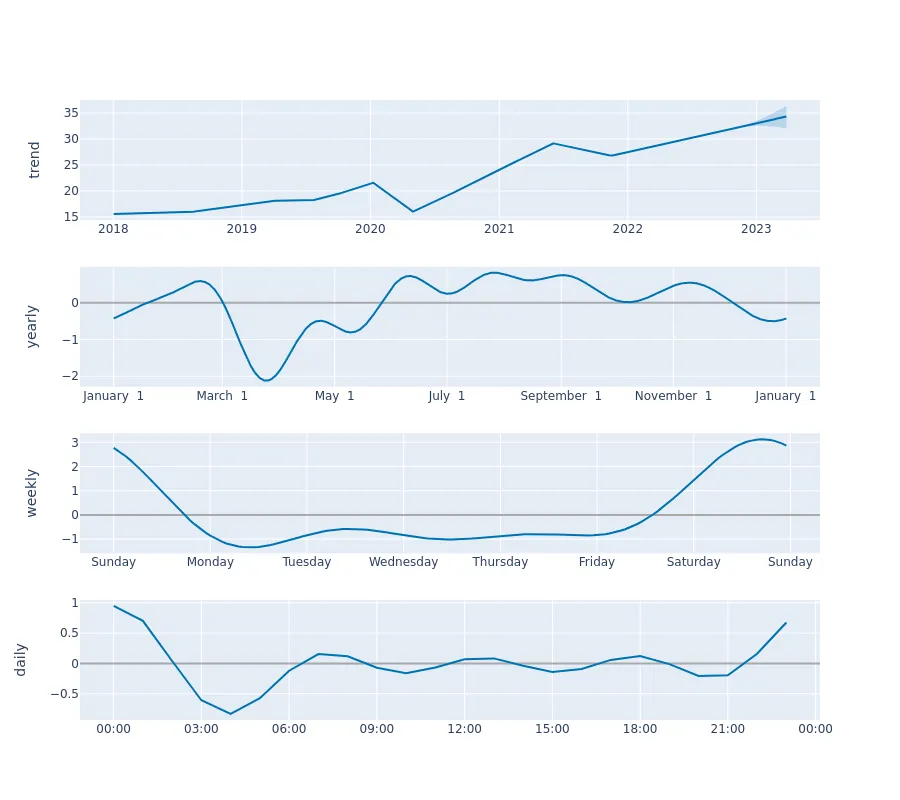 trend
35
30
25
20
15
2018 2019 2020 2021 2022 2023
yearly
0
−1
−2
January 1 March 1 May 1 July 1 September 1 November 1 January 1
weekly
3
2
1
0
−1
Sunday Monday Tuesday Wednesday Thursday Friday Saturday Sunday
daily
1
0.5
0
−0.5
00:00 03:00 06:00 09:00 12:00 15:00 18:00 21:00 00:00